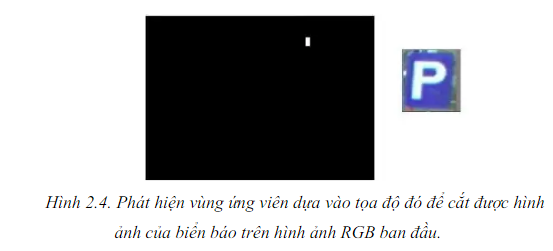 P
Hình 2.4. Phát hiện vùng ứng viên dựa vào tọa độ đó để cắt được hình
ảnh của biển báo trên hình ảnh RGB ban đầu.